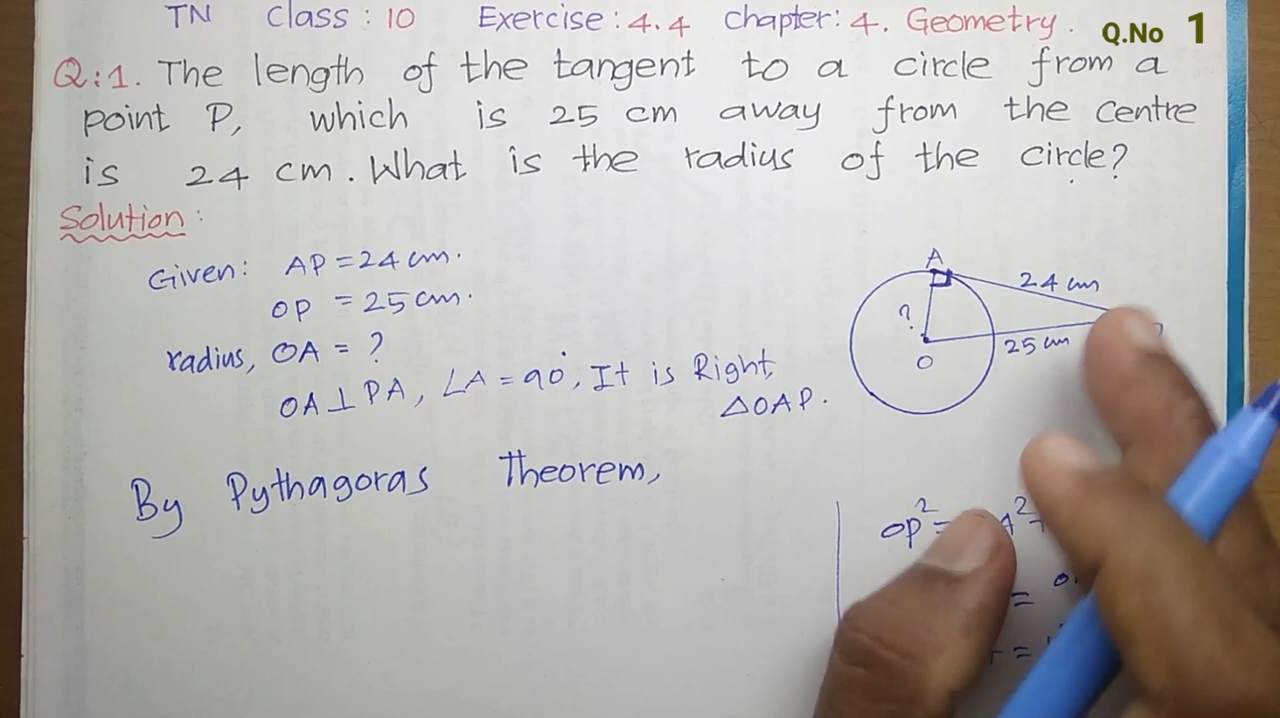 TN Class : 10 Exercise : 4.4 Chapter : 4. Geometry. Q.No 1
Q:1. The length of the tangent to a circle from a
point P, which is 25 cm away from the centre
is 24 cm. What is the radius of the circle?
Solution :
Given: AP = 24 cm.
OP = 25 cm.
radius, OA = ?
OA ⊥ PA, ∠A = 90°, It is Right,
△OAP.
A
24 cm
?
25 cm
O
By Pythagoras Theorem,
OP² =